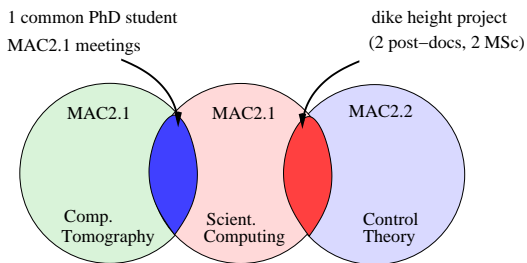 1 common PhD student
MAC2.1 meetings
dike height project
(2 post−docs, 2 MSc)
MAC2.1
MAC2.1
MAC2.2
Comp.
Tomography
Scient.
Computing
Control
Theory